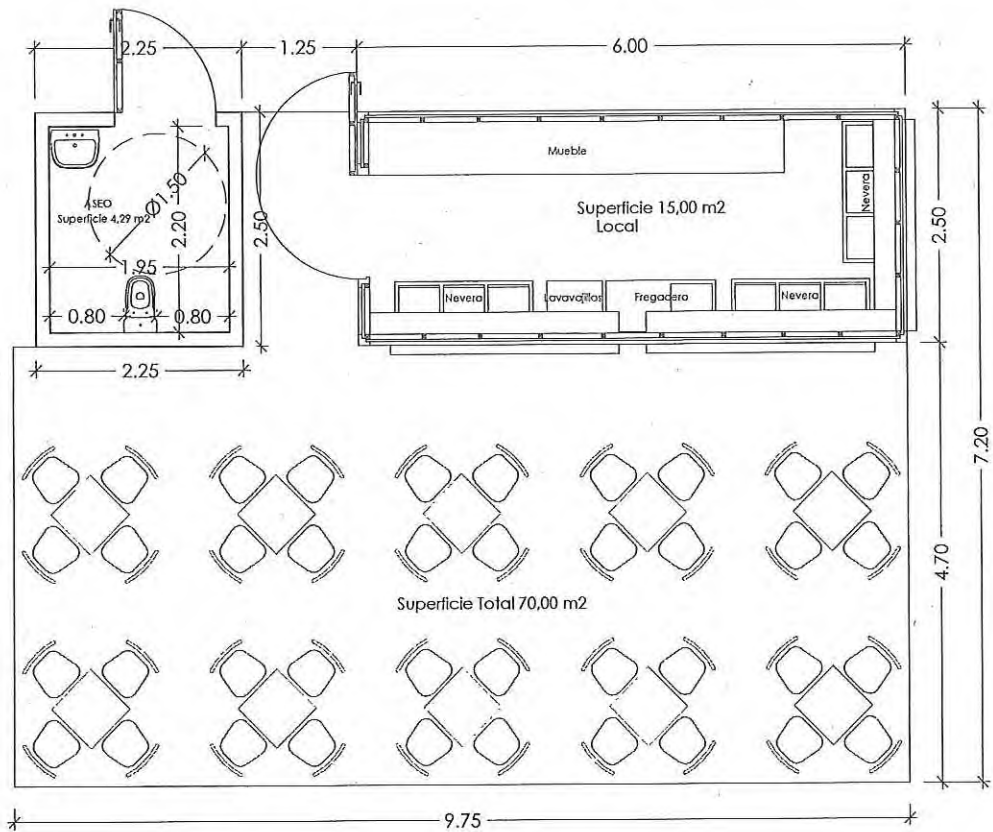 2.25
1.25
6.00
Mueble
ASEO
Superficie 4,29 m2
Ø1.50
2.20
2.50
Superficie 15,00 m2
Local
Nevera
2.50
1.95
0.80
0.80
Nevera
Lavavajillos
Fregadero
Nevera
2.25
7.20
4.70
Superficie Total 70,00 m2
9.75